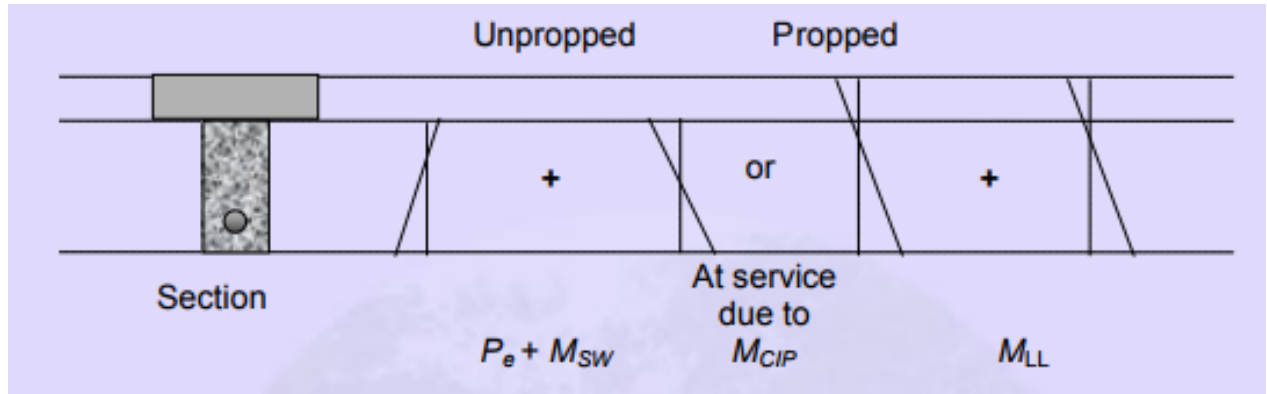 Unpropped Propped
+ or +
Section
At service
due to
Pe + MSW MCIP MLL